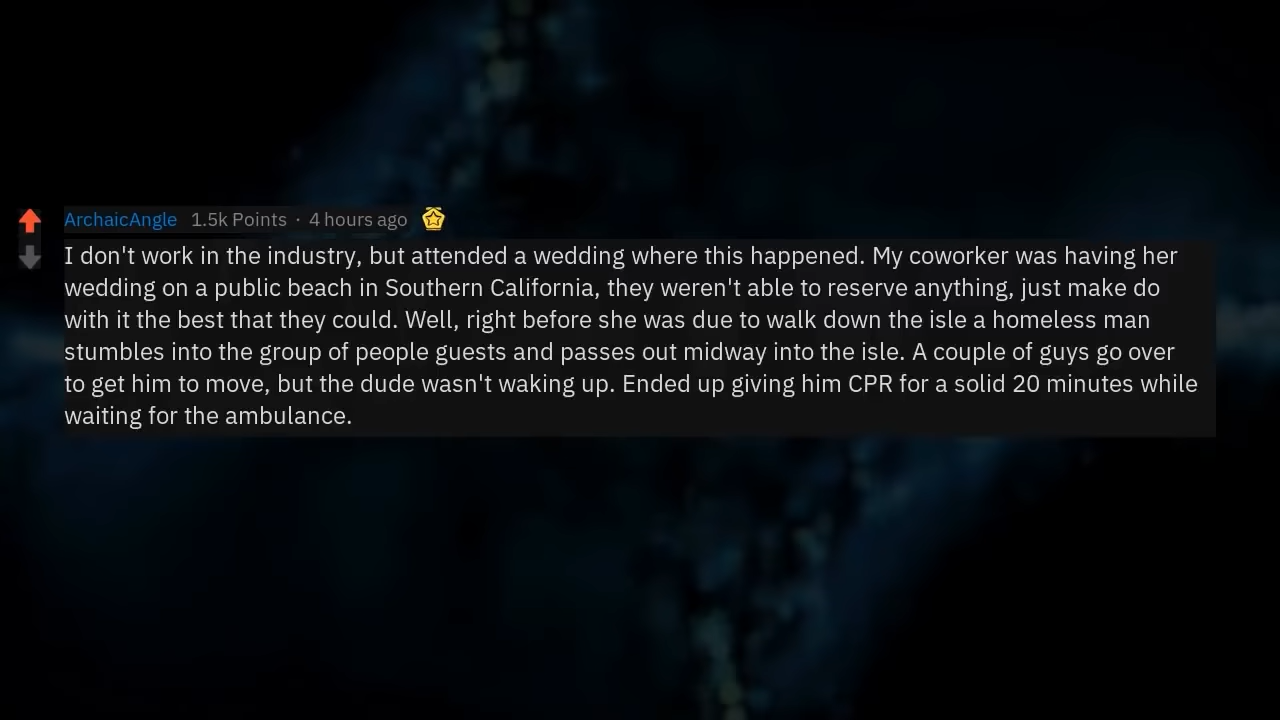 ArchaicAngle 1.5k Points · 4 hours ago
I don't work in the industry, but attended a wedding where this happened. My coworker was having her
wedding on a public beach in Southern California, they weren't able to reserve anything, just make do
with it the best that they could. Well, right before she was due to walk down the isle a homeless man
stumbles into the group of people guests and passes out midway into the isle. A couple of guys go over
to get him to move, but the dude wasn't waking up. Ended up giving him CPR for a solid 20 minutes while
waiting for the ambulance.